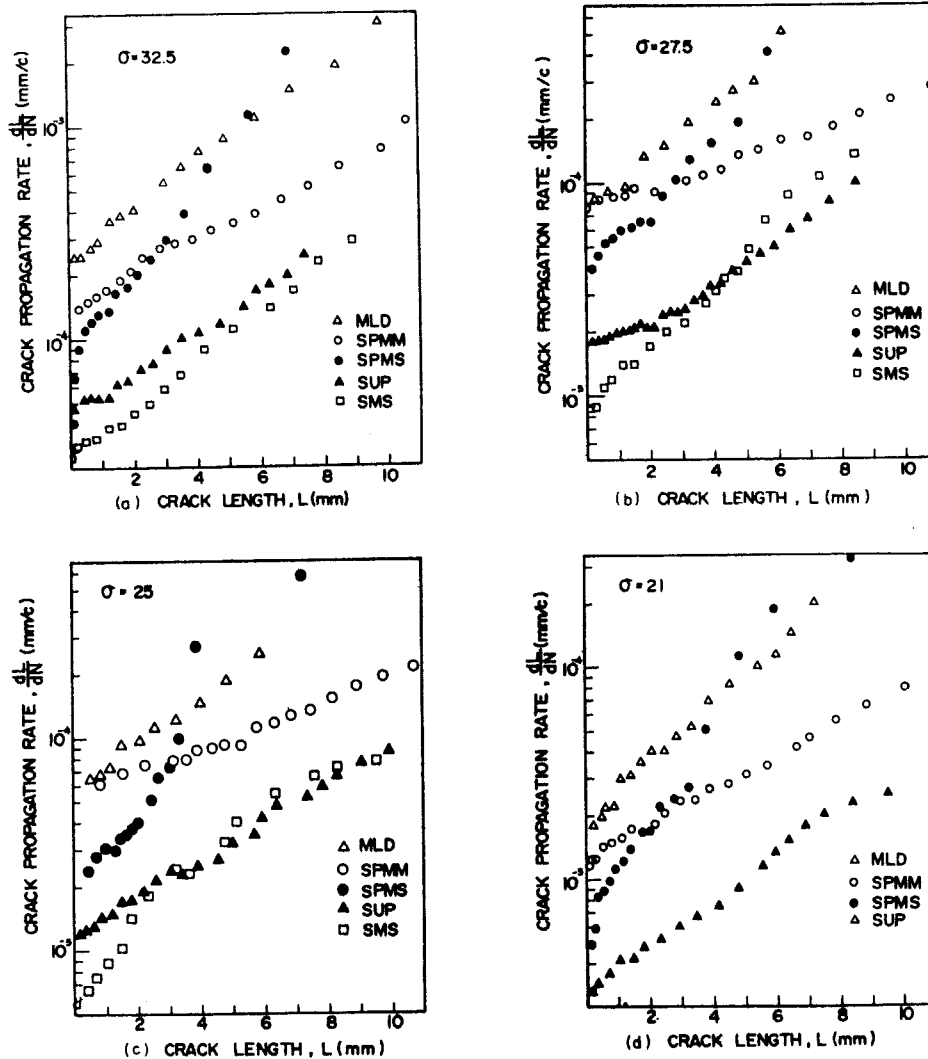 σ=32.5
CRACK PROPAGATION RATE, dL/dN (mm/c)
10⁻³
10⁻⁴
△ MLD
○ SPMM
● SPMS
▲ SUP
□ SMS
2 4 6 8 10
(a) CRACK LENGTH, L (mm)
σ=27.5
CRACK PROPAGATION RATE, dL/dN (mm/c)
10⁻⁴
10⁻⁵
△ MLD
○ SPMM
● SPMS
▲ SUP
□ SMS
2 4 6 8 10
(b) CRACK LENGTH, L (mm)
σ=25
CRACK PROPAGATION RATE, dL/dN (mm/c)
10⁻⁴
10⁻⁵
△ MLD
○ SPMM
● SPMS
▲ SUP
□ SMS
2 4 6 8 10
(c) CRACK LENGTH, L (mm)
σ=21
CRACK PROPAGATION RATE, dL/dN (mm/c)
10⁻⁴
10⁻⁵
△ MLD
○ SPMM
● SPMS
▲ SUP
2 4 6 8 10
(d) CRACK LENGTH, L (mm)